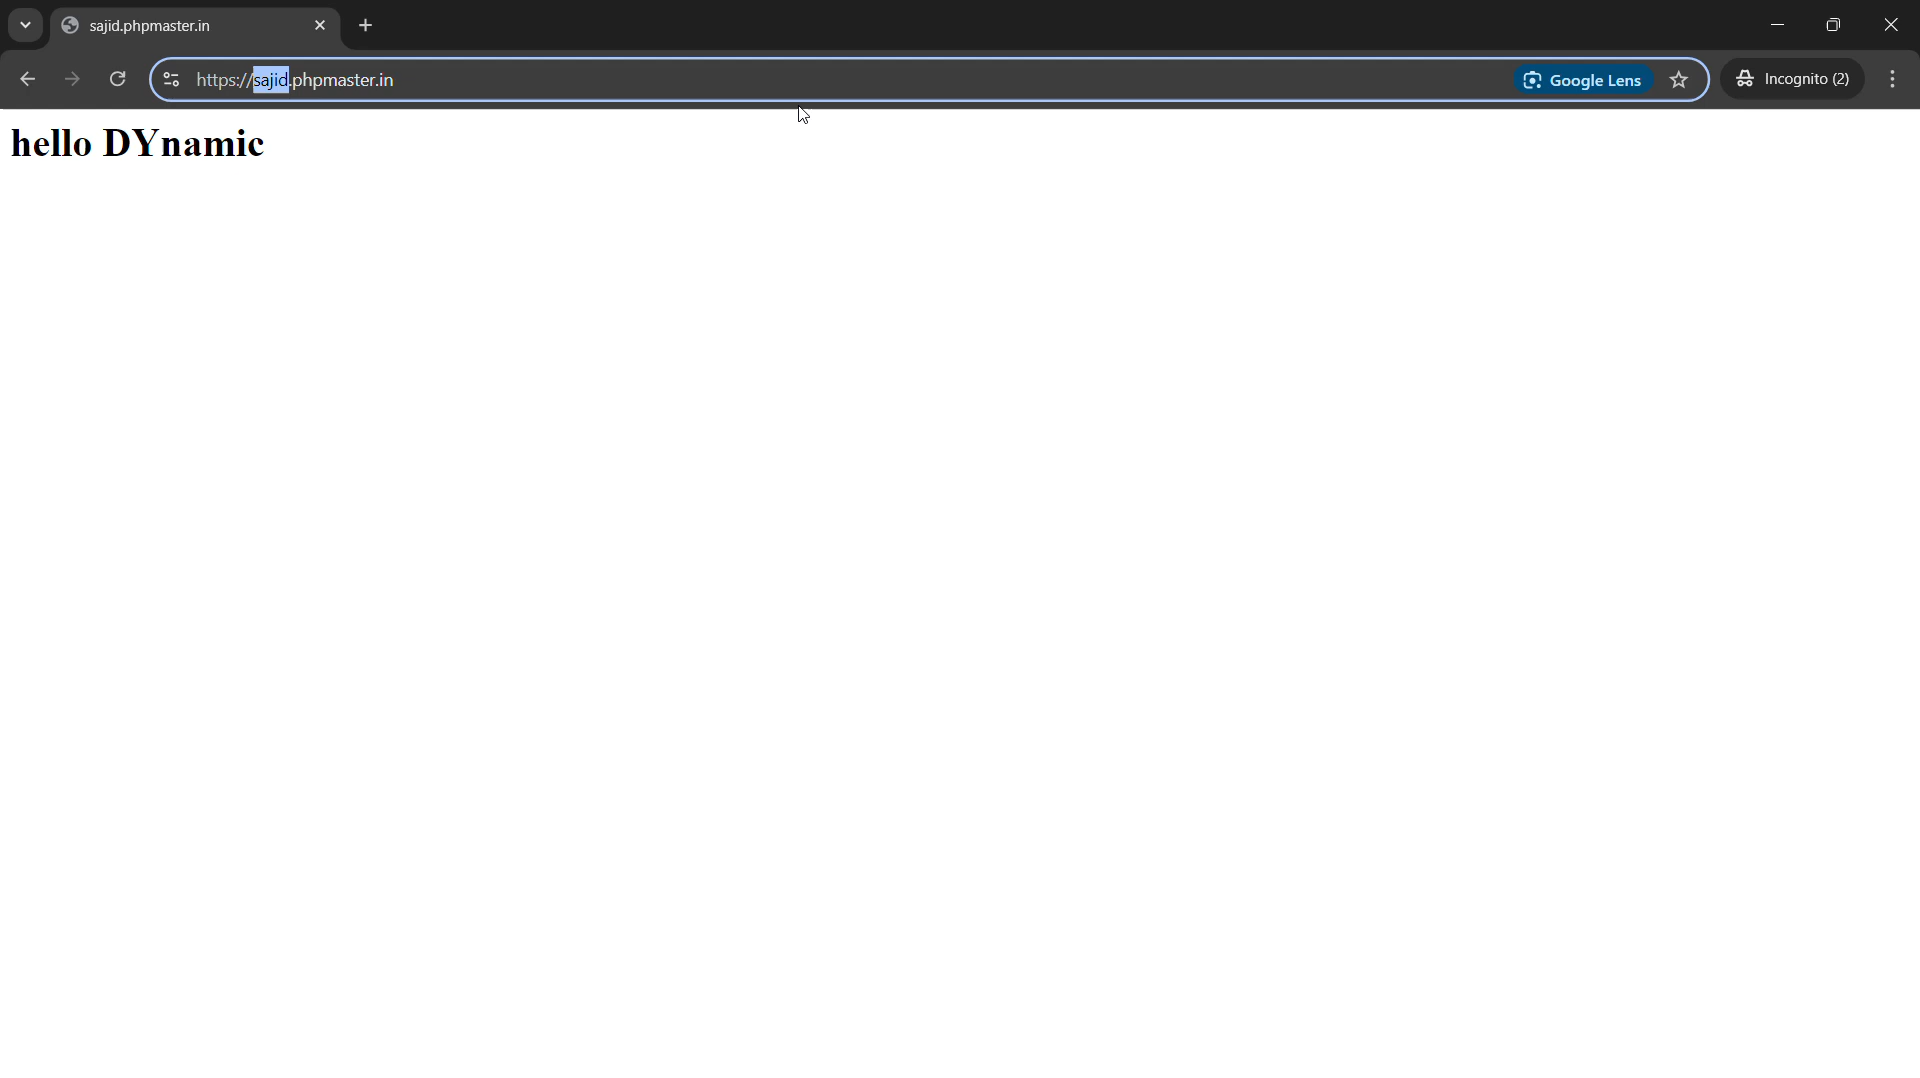 sajid.phpmaster.in
https://sajid.phpmaster.in
Google Lens
Incognito (2)
hello DYnamic